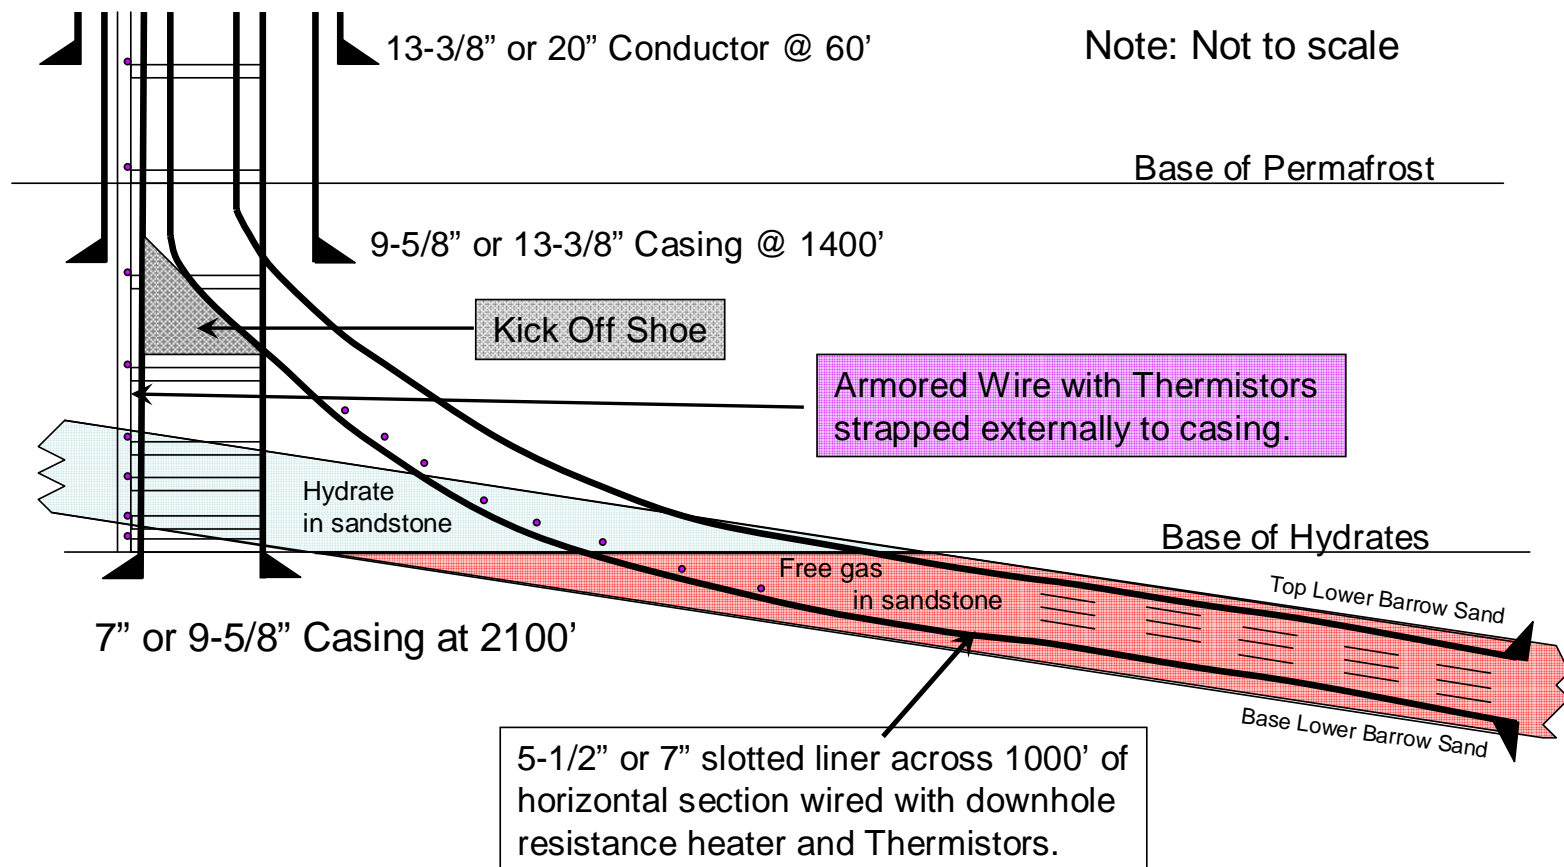 13-3/8” or 20” Conductor @ 60’
Note: Not to scale
Base of Permafrost
9-5/8” or 13-3/8” Casing @ 1400’
Kick Off Shoe
Armored Wire with Thermistors
strapped externally to casing.
Hydrate
in sandstone
Base of Hydrates
Free gas
in sandstone
Top Lower Barrow Sand
7” or 9-5/8” Casing at 2100’
Base Lower Barrow Sand
5-1/2” or 7” slotted liner across 1000’ of
horizontal section wired with downhole
resistance heater and Thermistors.